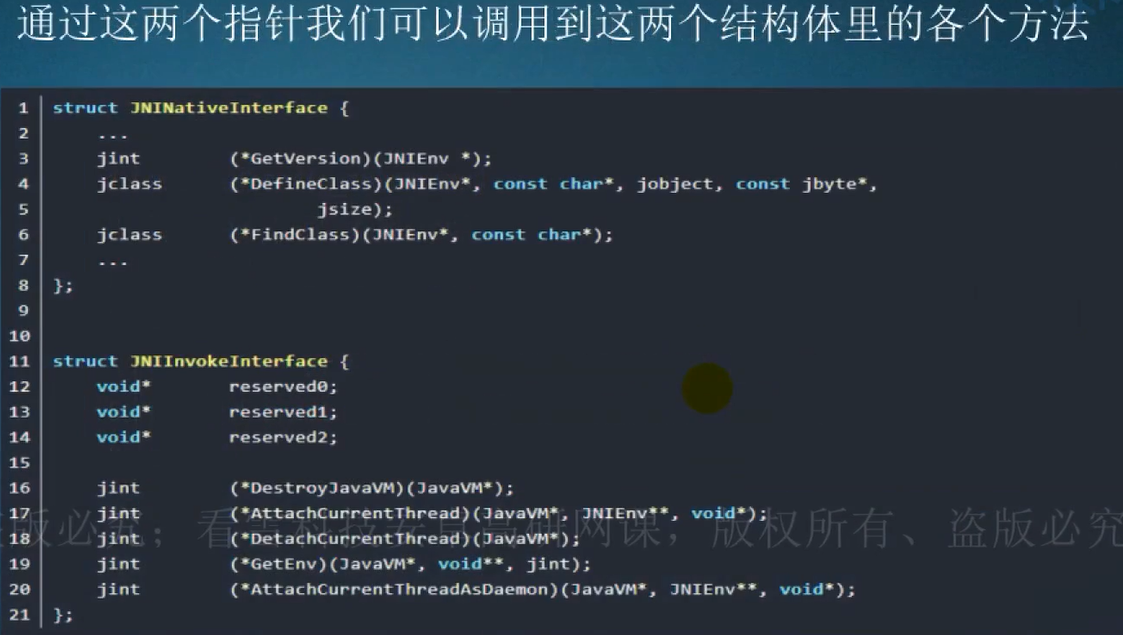 通过这两个指针我们可以调用到这两个结构体里的各个方法
1 struct JNINativeInterface {
2 ...
3 jint (*GetVersion)(JNIEnv *);
4 jclass (*DefineClass)(JNIEnv*, const char*, jobject, const jbyte*,
5 jsize);
6 jclass (*FindClass)(JNIEnv*, const char*);
7 ...
8 };
9
10
11 struct JNIInvokeInterface {
12 void* reserved0;
13 void* reserved1;
14 void* reserved2;
15
16 jint (*DestroyJavaVM)(JavaVM*);
17 jint (*AttachCurrentThread)(JavaVM*, JNIEnv**, void*);
版必究；看雪科技安卓高研网课，版权所有、盗版必究
18 jint (*DetachCurrentThread)(JavaVM*);
19 jint (*GetEnv)(JavaVM*, void**, jint);
20 jint (*AttachCurrentThreadAsDaemon)(JavaVM*, JNIEnv**, void*);
21 };